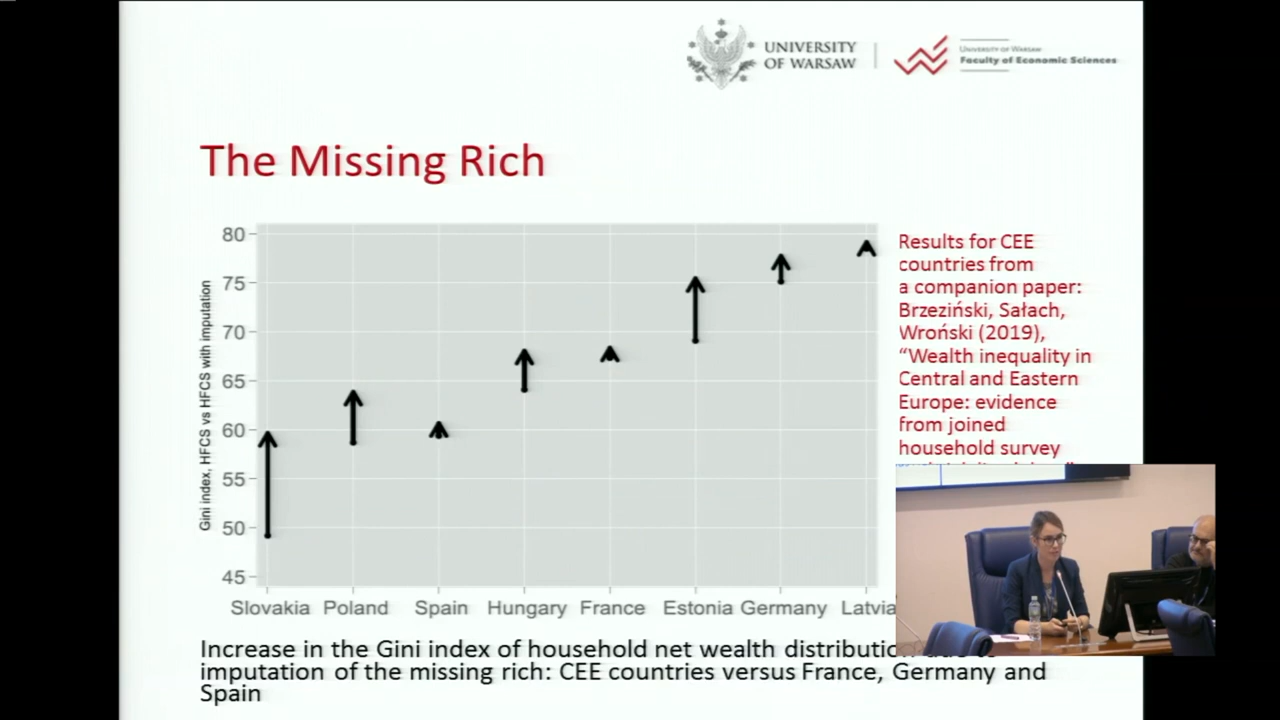 UNIVERSITY
OF WARSAW
University of Warsaw
Faculty of Economic Sciences
The Missing Rich
Gini index, HFCS vs HFCS with imputation
80
75
70
65
60
55
50
45
Slovakia Poland Spain Hungary France Estonia Germany Latvia
Results for CEE
countries from
a companion paper:
Brzeziński, Sałach,
Wroński (2019),
“Wealth inequality in
Central and Eastern
Europe: evidence
from joined
household survey
Increase in the Gini index of household net wealth distribution
imputation of the missing rich: CEE countries versus France, Germany and
Spain